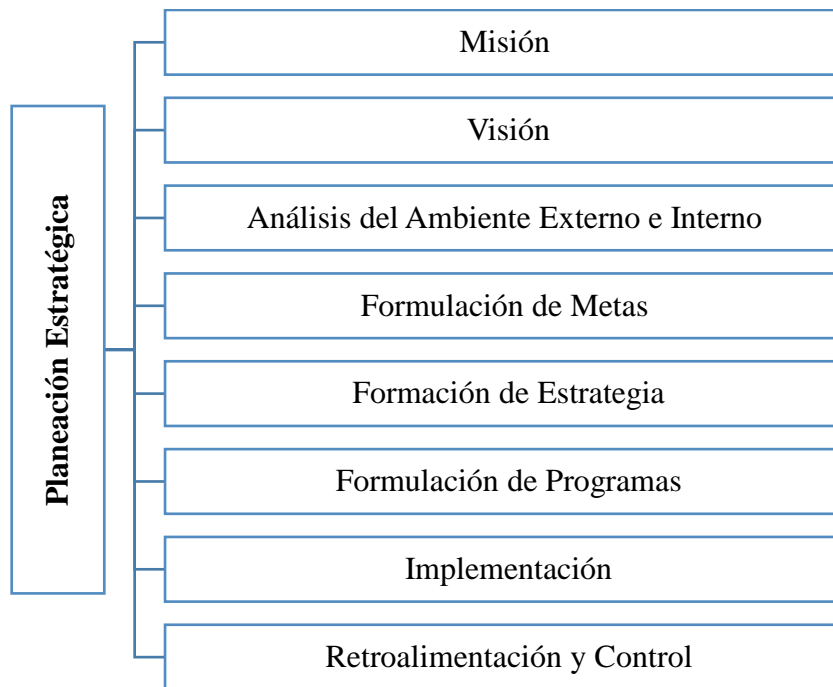 Planeación Estratégica
Misión
Visión
Análisis del Ambiente Externo e Interno
Formulación de Metas
Formación de Estrategia
Formulación de Programas
Implementación
Retroalimentación y Control